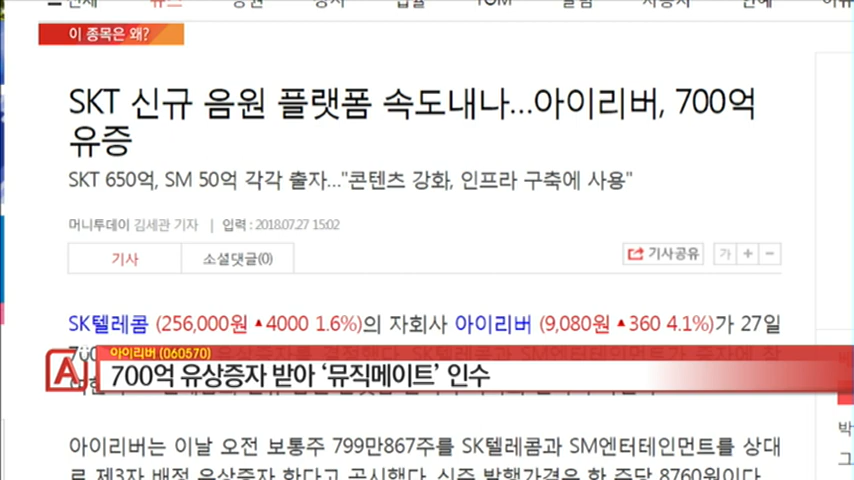 이 종목은 왜?
SKT 신규 음원 플랫폼 속도내나...아이리버, 700억
유증
SKT 650억, SM 50억 각각 출자..."콘텐츠 강화, 인프라 구축에 사용"
머니투데이 김세관 기자 | 입력 : 2018.07.27 15:02
기사 소셜댓글(0) 기사공유 가 + −
SK텔레콤 (256,000원 ▲4000 1.6%)의 자회사 아이리버 (9,080원 ▲360 4.1%)가 27일
아이리버 (060570)
A 700억 유상증자 받아 '뮤직메이트' 인수
아이리버는 이날 오전 보통주 799만867주를 SK텔레콤과 SM엔터테인먼트를 상대
로 제3자 배정 유상증자 한다고 공시했다. 신주 발행가격은 한 주당 8760원이다.
박
그